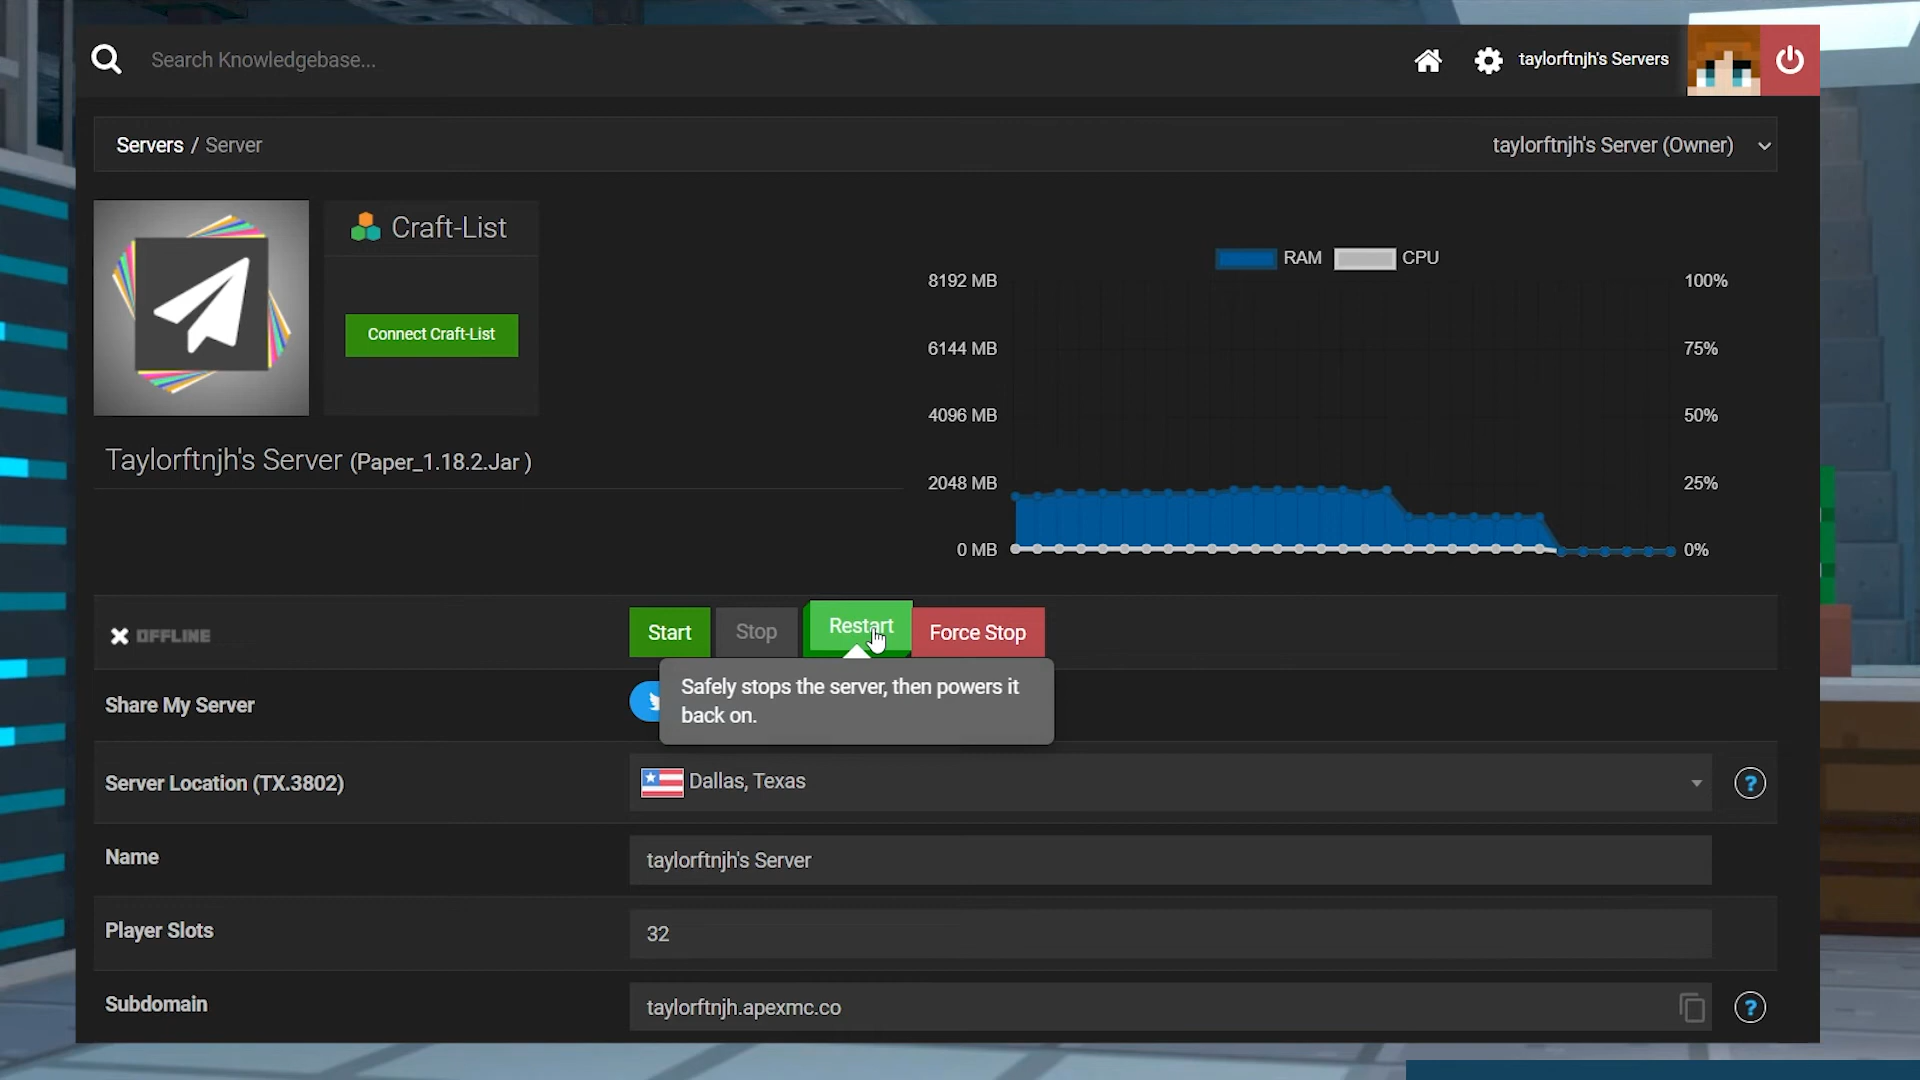 Search Knowledgebase...
taylorftnjh's Servers
Servers / Server
taylorftnjh's Server (Owner)
Craft-List
Connect Craft-List
Taylorftnjh's Server (Paper_1.18.2.Jar )
RAM
CPU
8192 MB
100%
6144 MB
75%
4096 MB
50%
2048 MB
25%
0 MB
0%
OFFLINE
Start
Stop
Restart
Force Stop
Safely stops the server, then powers it
back on.
Share My Server
Server Location (TX.3802)
Dallas, Texas
?
Name
taylorftnjh's Server
Player Slots
32
Subdomain
taylorftnjh.apexmc.co
?